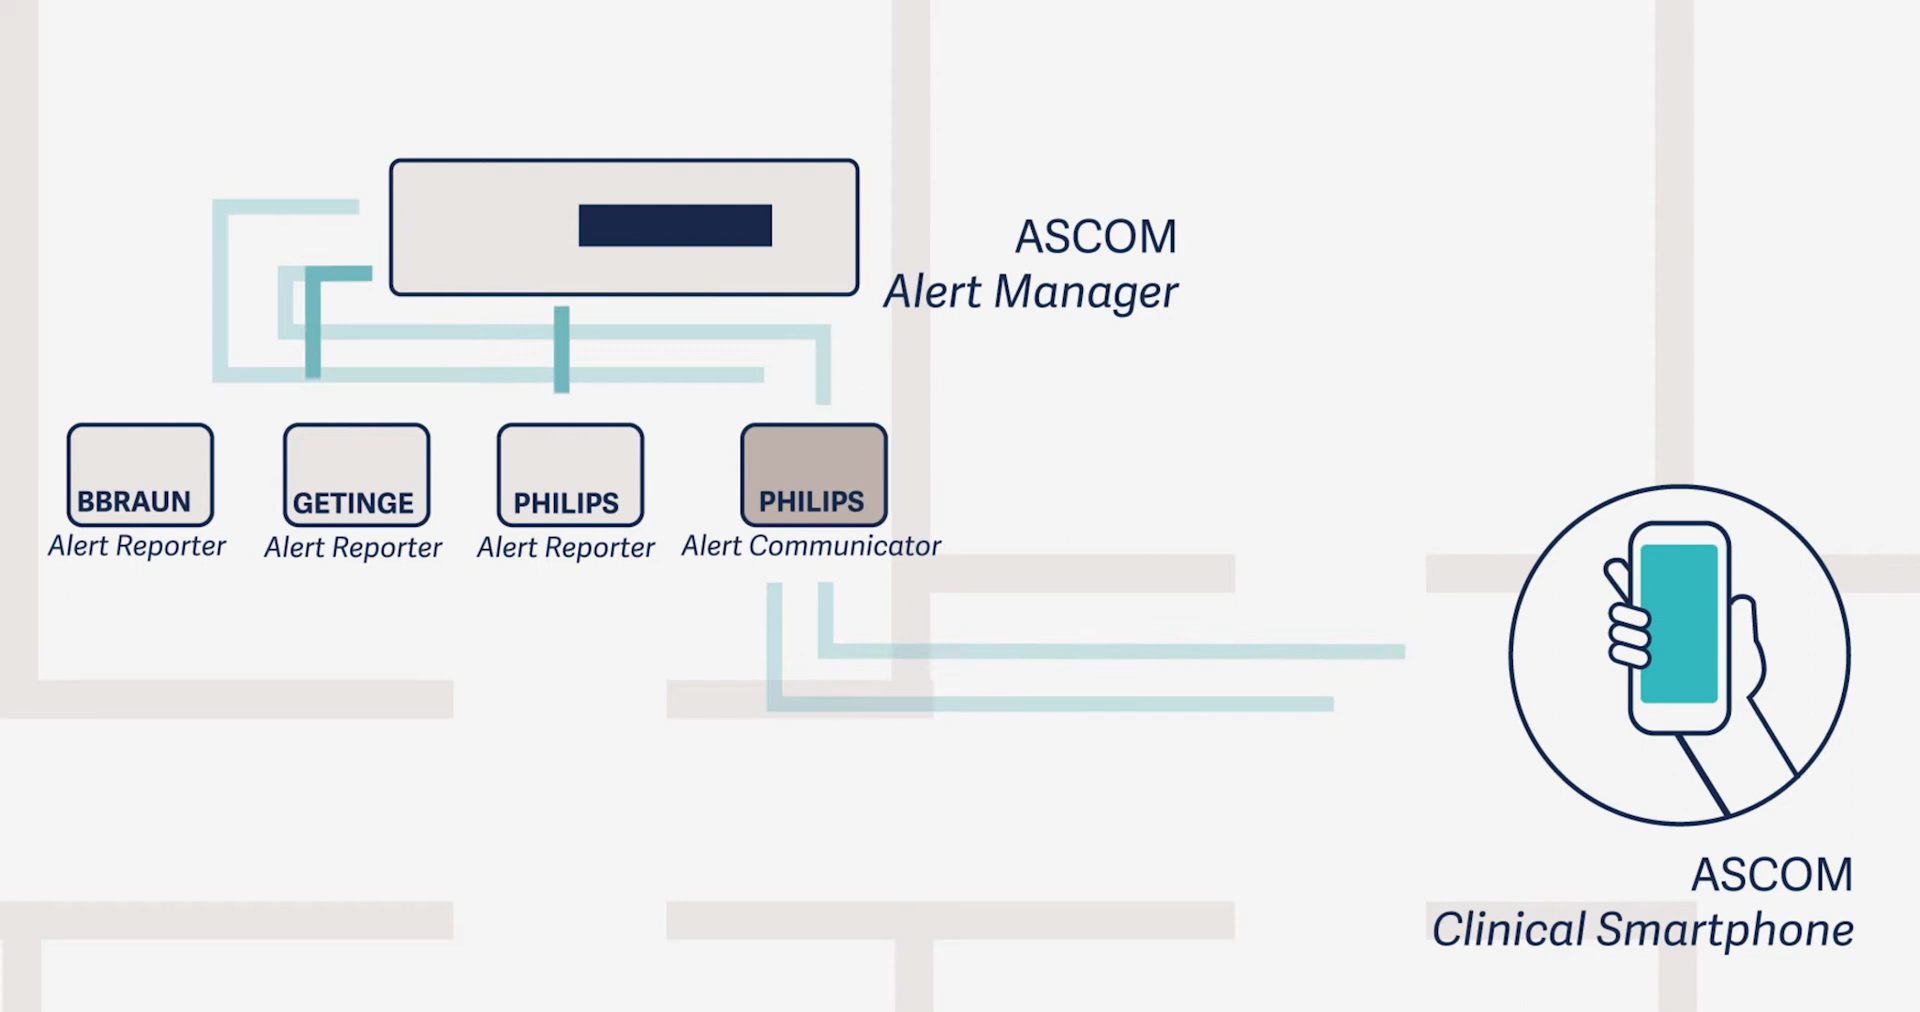 ASCOM
Alert Manager
BBRAUN
Alert Reporter
GETINGE
Alert Reporter
PHILIPS
Alert Reporter
PHILIPS
Alert Communicator
ASCOM
Clinical Smartphone